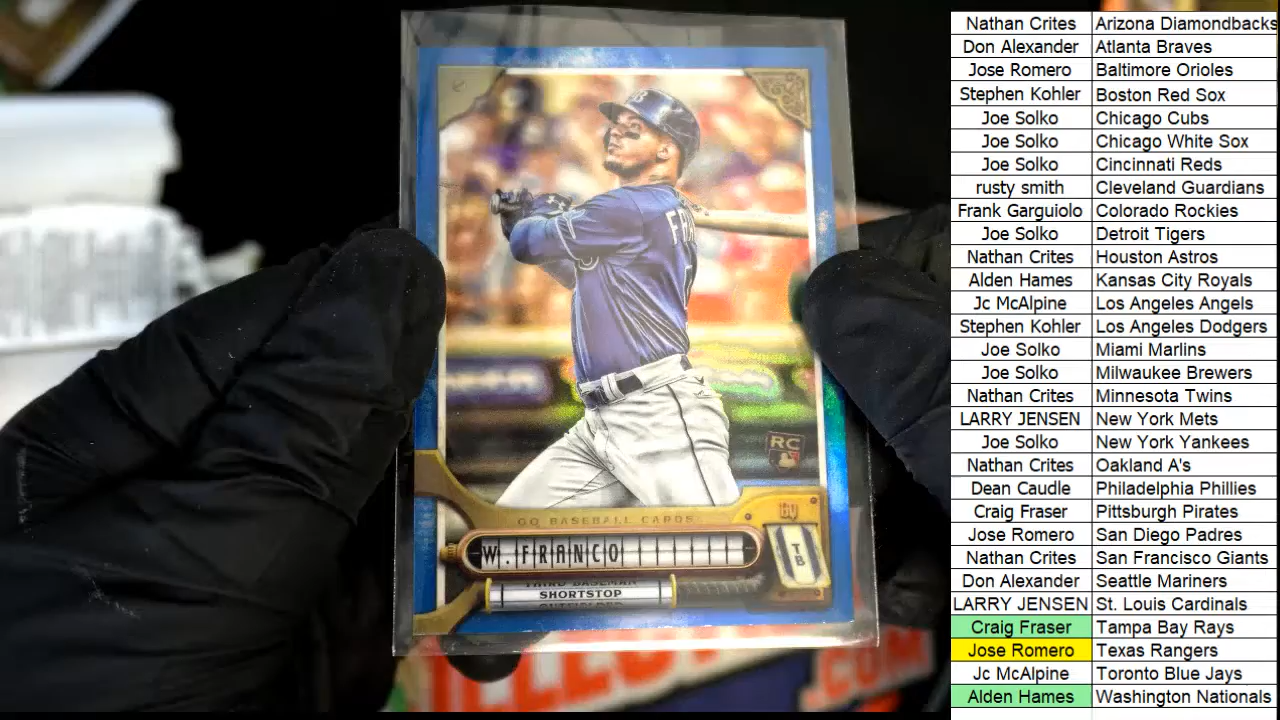 FRA
RC
GQ BASEBALL CARDS
by
W. FRANCO
TB
THIRD BASEMAN
SHORTSTOP
OUTFIELDER
.COM
Nathan Crites Arizona Diamondbacks
Don Alexander Atlanta Braves
Jose Romero Baltimore Orioles
Stephen Kohler Boston Red Sox
Joe Solko Chicago Cubs
Joe Solko Chicago White Sox
Joe Solko Cincinnati Reds
rusty smith Cleveland Guardians
Frank Garguiolo Colorado Rockies
Joe Solko Detroit Tigers
Nathan Crites Houston Astros
Alden Hames Kansas City Royals
Jc McAlpine Los Angeles Angels
Stephen Kohler Los Angeles Dodgers
Joe Solko Miami Marlins
Joe Solko Milwaukee Brewers
Nathan Crites Minnesota Twins
LARRY JENSEN New York Mets
Joe Solko New York Yankees
Nathan Crites Oakland A's
Dean Caudle Philadelphia Phillies
Craig Fraser Pittsburgh Pirates
Jose Romero San Diego Padres
Nathan Crites San Francisco Giants
Don Alexander Seattle Mariners
LARRY JENSEN St. Louis Cardinals
Craig Fraser Tampa Bay Rays
Jose Romero Texas Rangers
Jc McAlpine Toronto Blue Jays
Alden Hames Washington Nationals